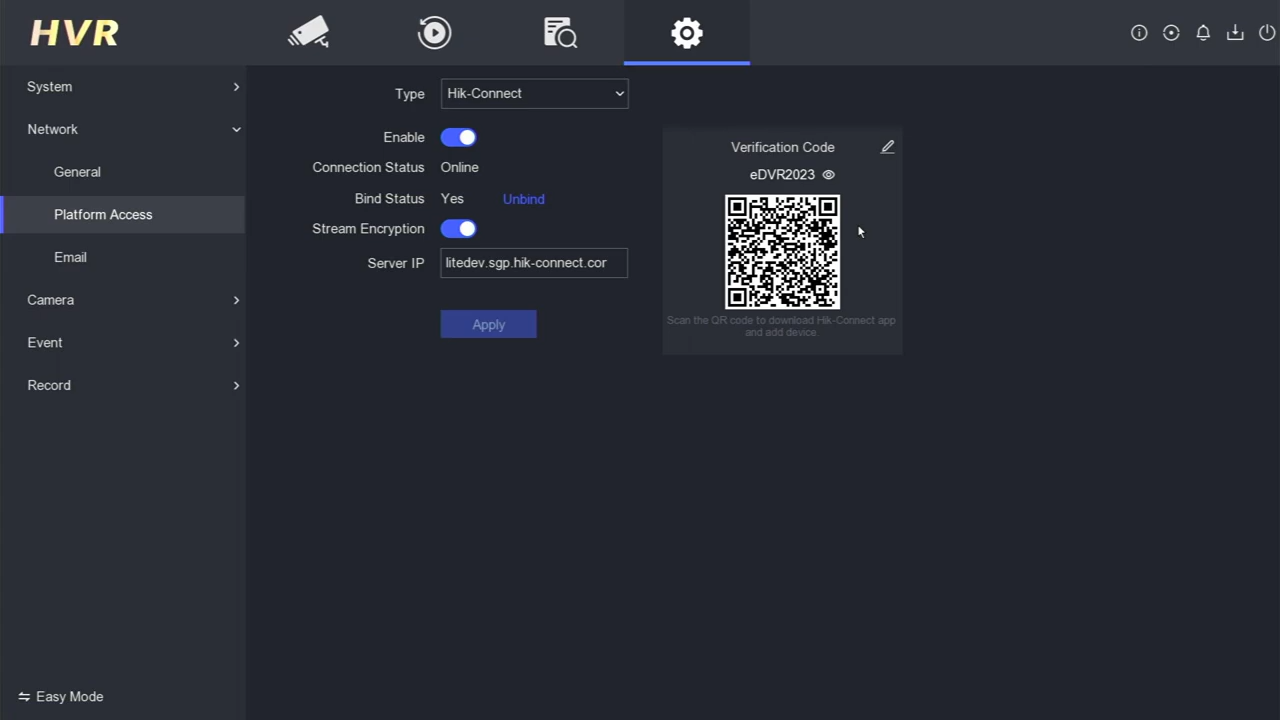 HVR
System
Network
General
Platform Access
Email
Camera
Event
Record
Easy Mode
Type Hik-Connect
Enable
Connection Status Online
Bind Status Yes Unbind
Stream Encryption
Server IP litedev.sgp.hik-connect.cor
Apply
Verification Code
eDVR2023
Scan the QR code to download Hik-Connect app
and add device.